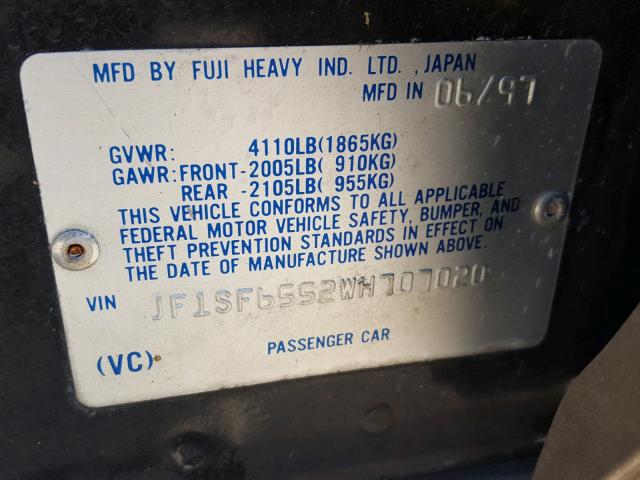 MFD BY FUJI HEAVY IND. LTD. ,JAPAN
MFD IN 06/97
GVWR: 4110LB(1865KG)
GAWR:FRONT-2005LB( 910KG)
REAR -2105LB( 955KG)
THIS VEHICLE CONFORMS TO ALL APPLICABLE
FEDERAL MOTOR VEHICLE SAFETY, BUMPER, AND
THEFT PREVENTION STANDARDS IN EFFECT ON
THE DATE OF MANUFACTURE SHOWN ABOVE.
VIN
(VC) PASSENGER CAR